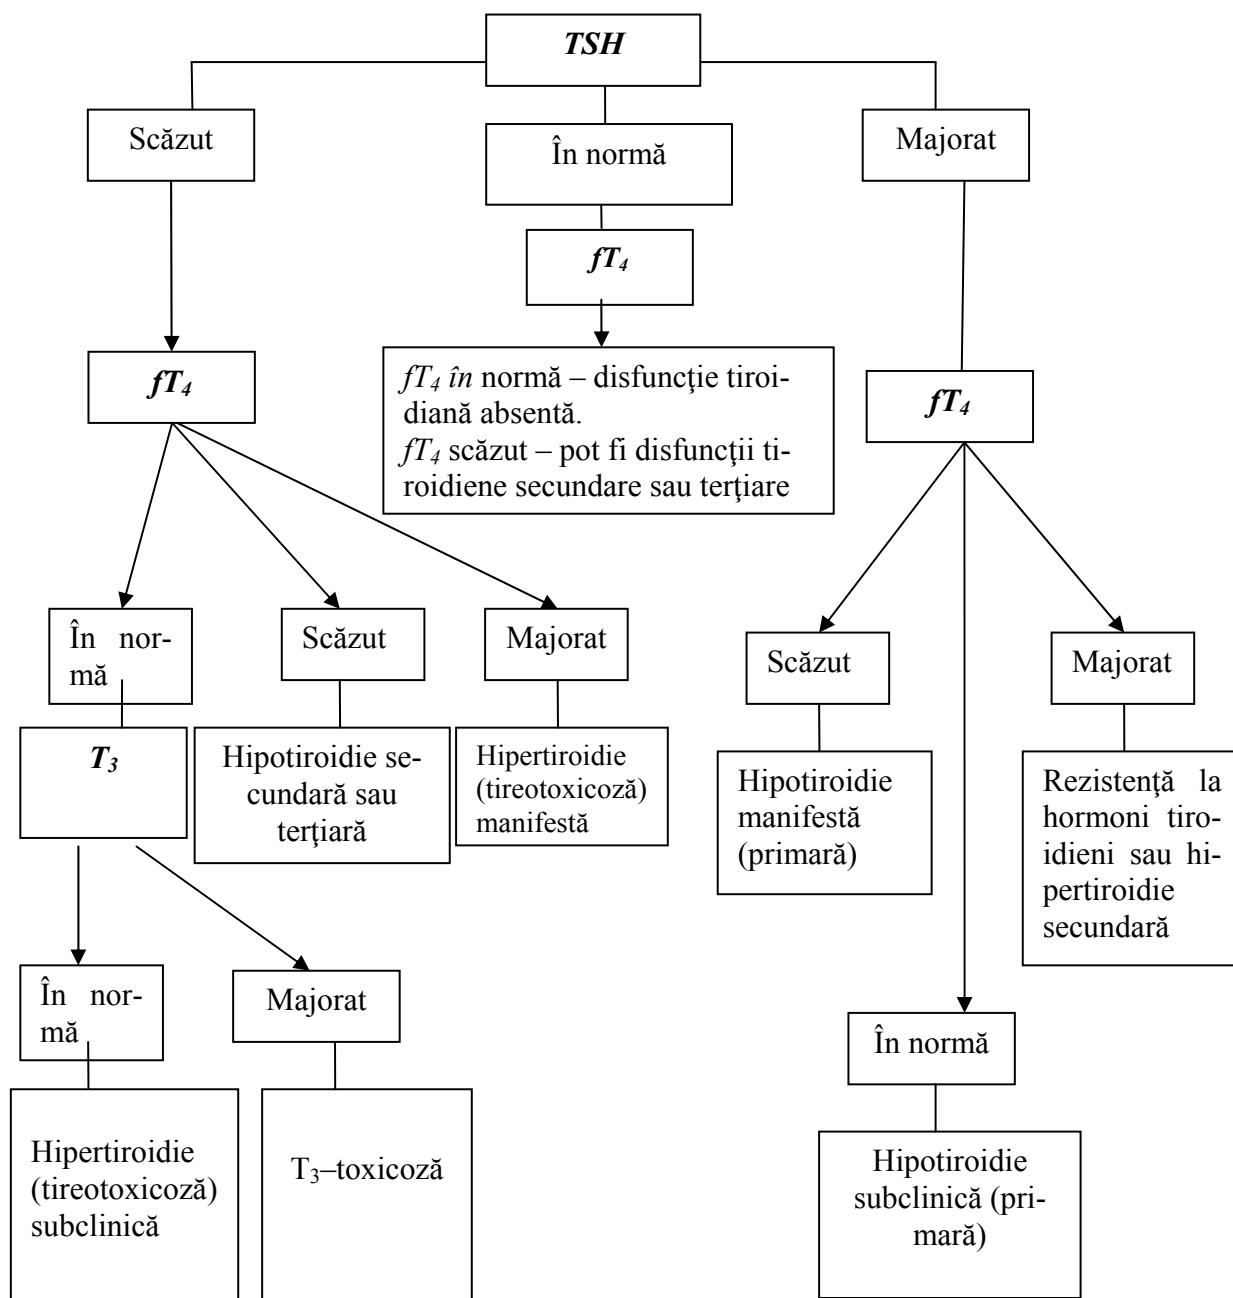 TSH
Scăzut
În normă
Majorat
fT₄
fT₄
fT₄
fT₄ în normă – disfuncţie tiroi-
diană absentă.
fT₄ scăzut – pot fi disfuncţii ti-
roidiene secundare sau terţiare
În nor-
mă
Scăzut
Majorat
Scăzut
Majorat
T₃
Hipotiroidie se-
cundară sau
terţiară
Hipertiroidie
(tireotoxicoză)
manifestă
Hipotiroidie
manifestă
(primară)
Rezistenţă la
hormoni tiro-
idieni sau hi-
pertiroidie
secundară
În nor-
mă
Majorat
În normă
Hipertiroidie
(tireotoxicoză)
subclinică
T₃–toxicoză
Hipotiroidie
subclinică (pri-
mară)